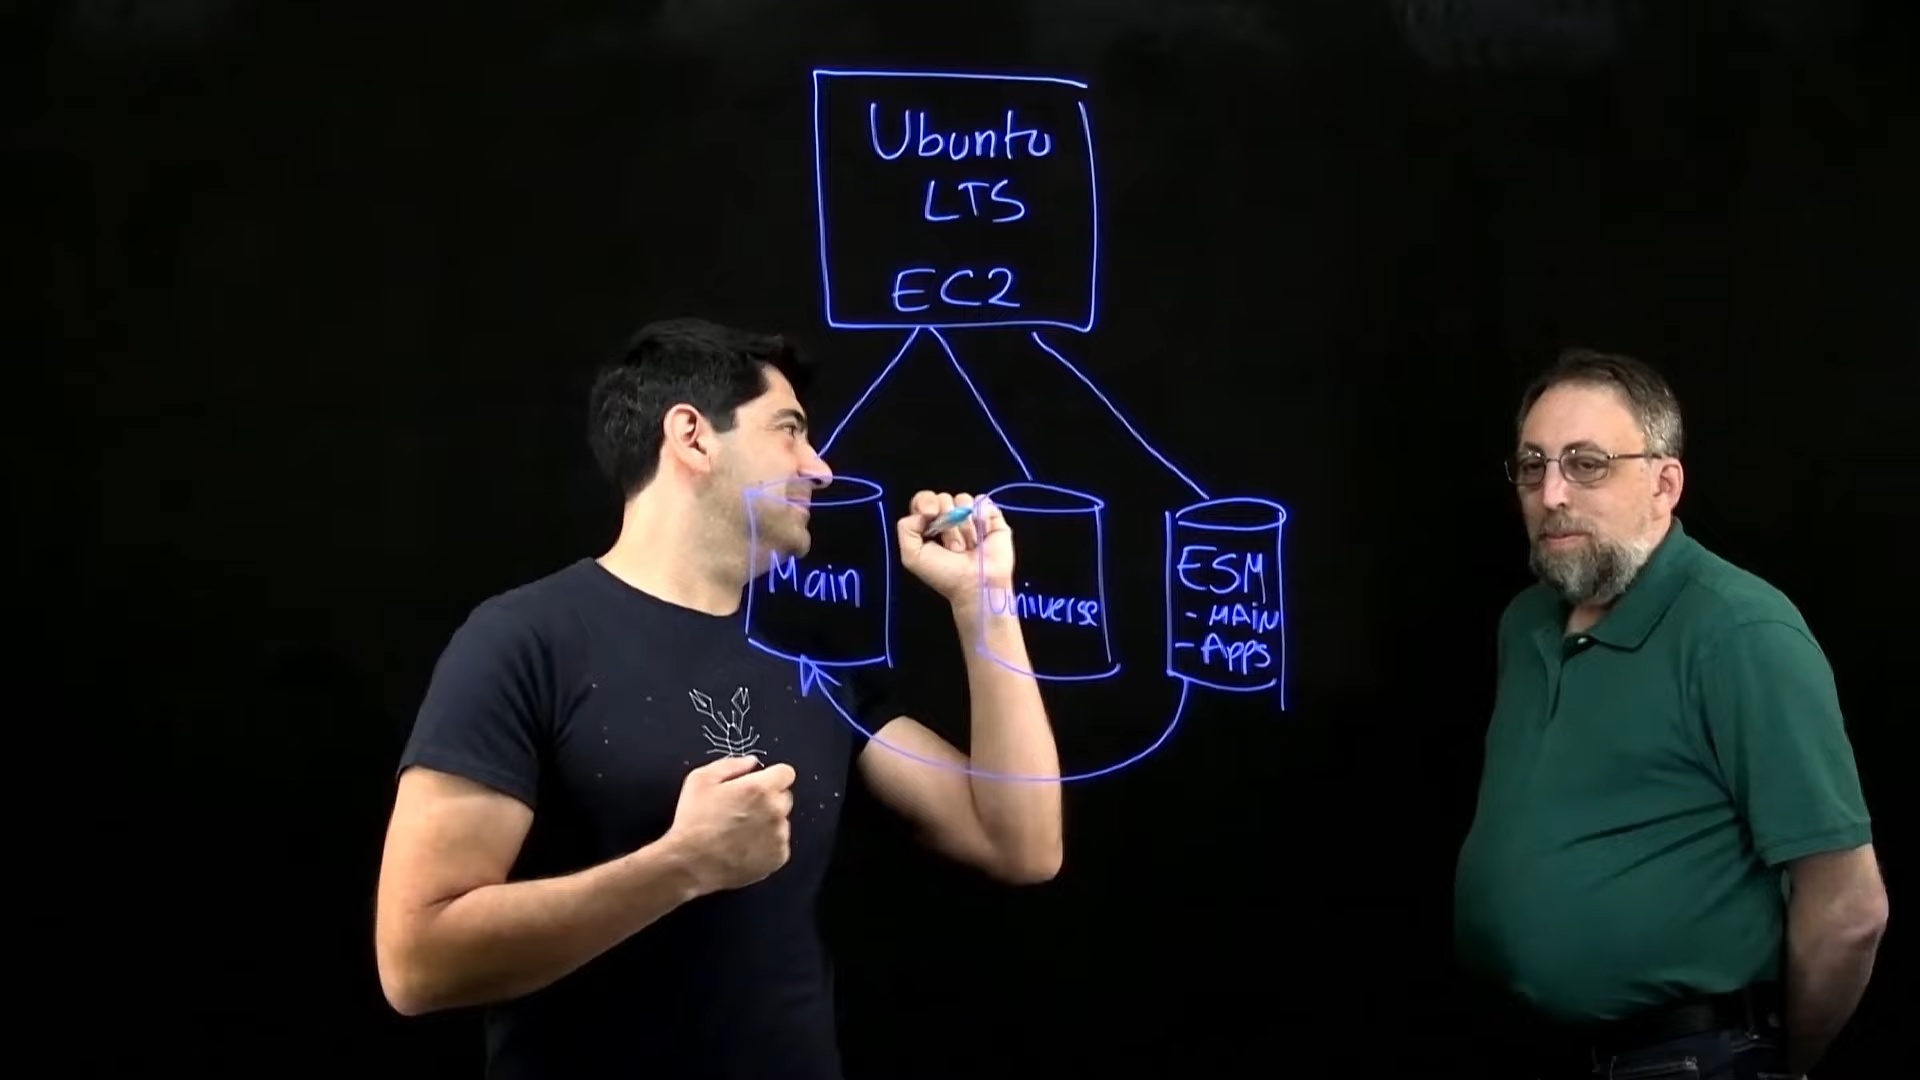 Ubuntu
LTS
EC2
Main
Universe
ESM
- MAiN
- Apps